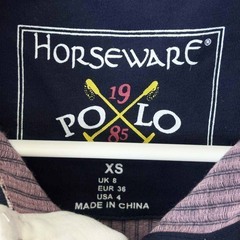 HORSEWARE®
19
POLO
85
XS
UK 8
EUR 36
USA 4
MADE IN CHINA